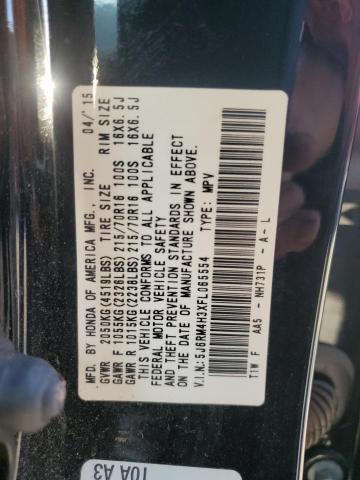 MFD. BY HONDA OF AMERICA MFG., INC. 04/'15
GVWR 2050KG(4519LBS) TIRE SIZE RIM SIZE
GAWR F 1055KG(2326LBS) 215/70R16 100S 16X6.5J
GAWR R 1015KG(2238LBS) 215/70R16 100S 16X6.5J
THIS VEHICLE CONFORMS TO ALL APPLICABLE
FEDERAL MOTOR VEHICLE SAFETY
AND THEFT PREVENTION STANDARDS IN EFFECT
ON THE DATE OF MANUFACTURE SHOWN ABOVE.
V.I.N.:5J6RM4H3XFL065554 TYPE: MPV
T1W F AA5 - NH731P - A - L
10A A3